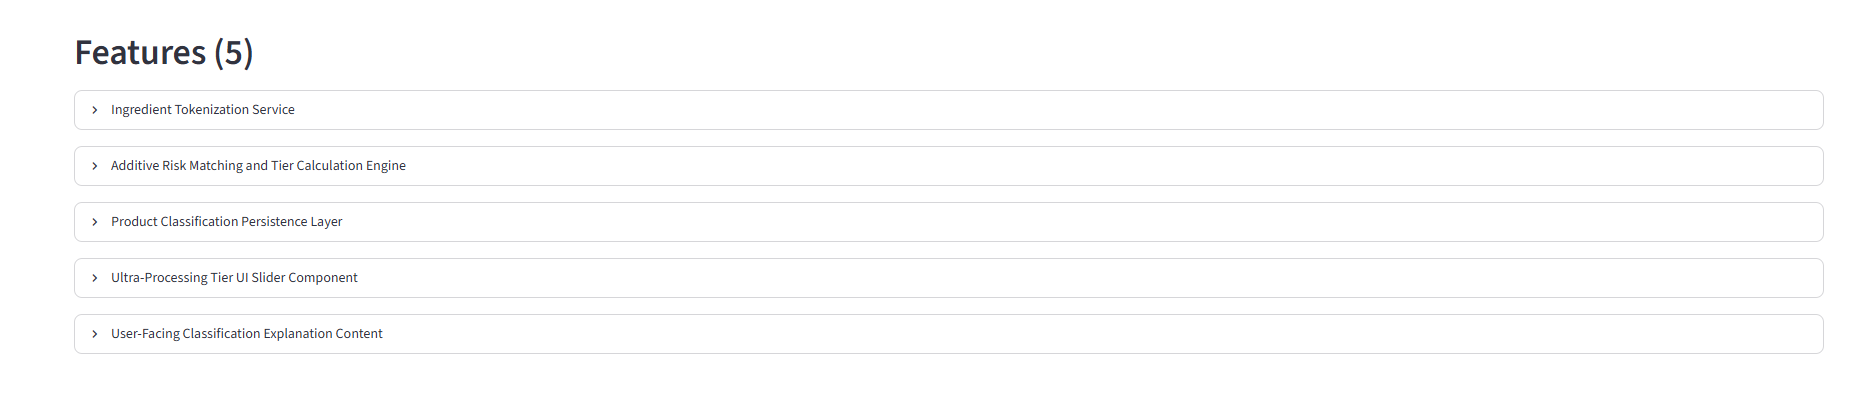 Features (5)
Ingredient Tokenization Service
Additive Risk Matching and Tier Calculation Engine
Product Classification Persistence Layer
Ultra-Processing Tier UI Slider Component
User-Facing Classification Explanation Content